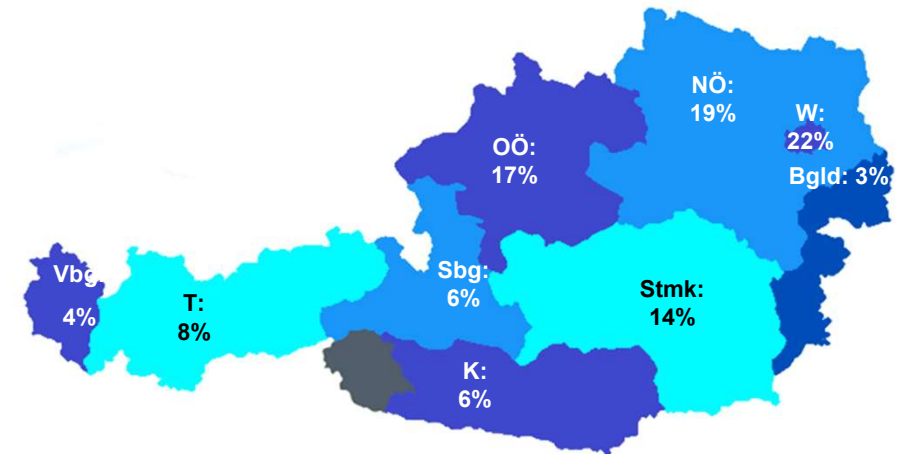 NÖ:
19%
W:
22%
OÖ:
17%
Bgld: 3%
Vbg
4%
T:
8%
Sbg:
6%
Stmk:
14%
K:
6%